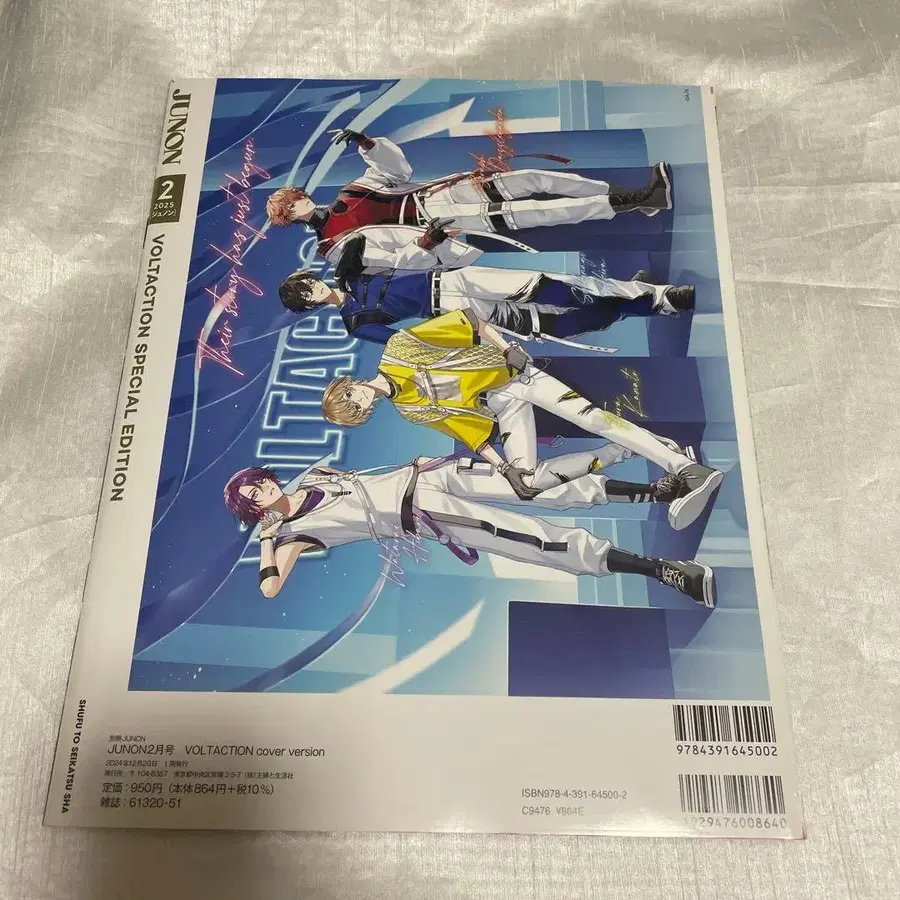 JUNON
2
2025
[ジュノン]
VOLTACTION SPECIAL EDITION
SHUFU TO SEIKATSU SHA
Their story has just begun.
Kanato
別冊JUNON
JUNON2月号 VOLTACTION cover version
2024年12月20日 1刷発行
発行所:〒104-8357 東京都中央区京橋3-5-7 (株)主婦と生活社
定価:950円(本体864円+税10%)
雑誌:61320-51
9784391645002
ISBN978-4-391-64500-2
C9476 ¥864E
1929476008640